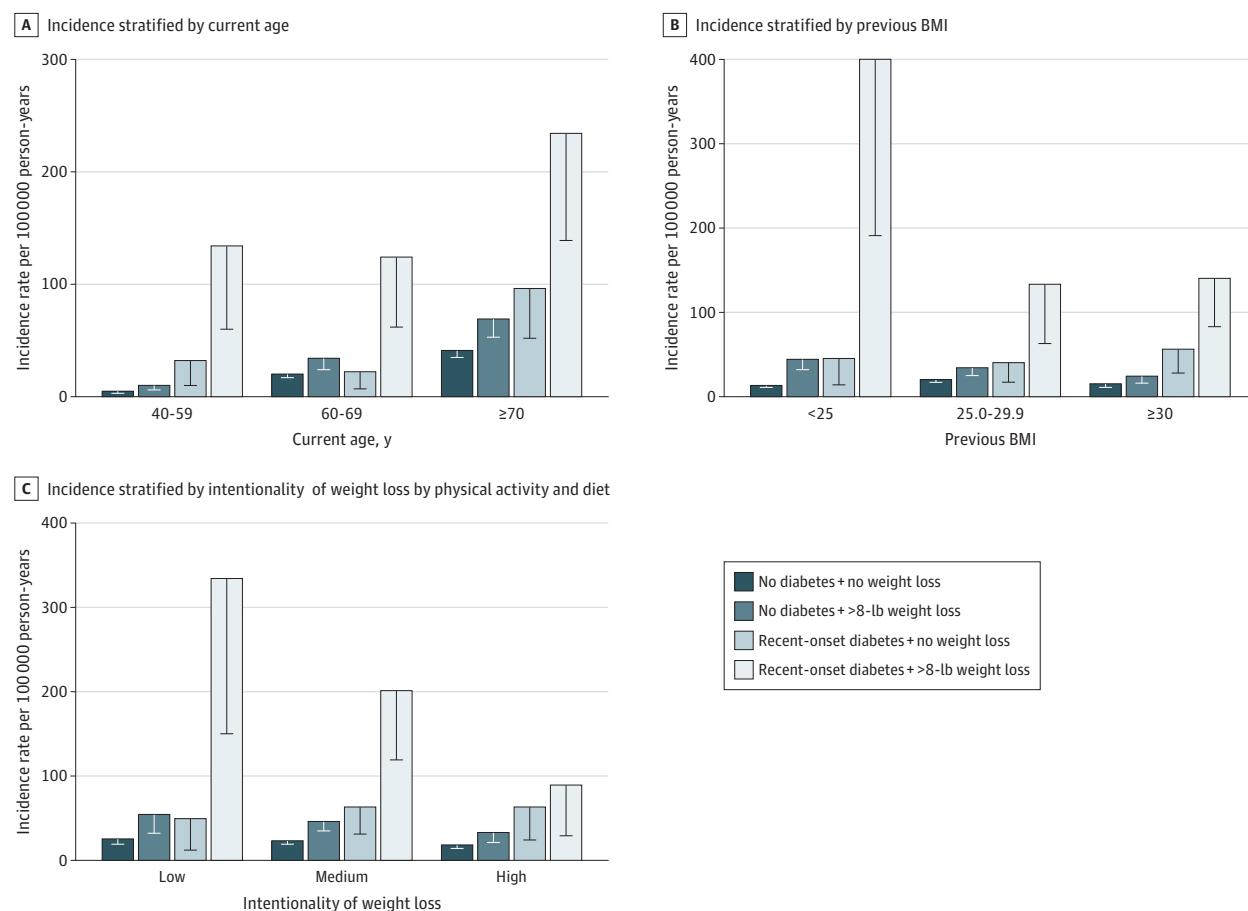 A Incidence stratified by current age
Incidence rate per 100 000 person-years
300
200
100
0
40-59
60-69
≥70
Current age, y
B Incidence stratified by previous BMI
Incidence rate per 100 000 person-years
400
300
200
100
0
<25
25.0-29.9
≥30
Previous BMI
C Incidence stratified by intentionality of weight loss by physical activity and diet
Incidence rate per 100 000 person-years
400
300
200
100
0
Low
Medium
High
Intentionality of weight loss
No diabetes + no weight loss
No diabetes + >8-lb weight loss
Recent-onset diabetes + no weight loss
Recent-onset diabetes + >8-lb weight loss